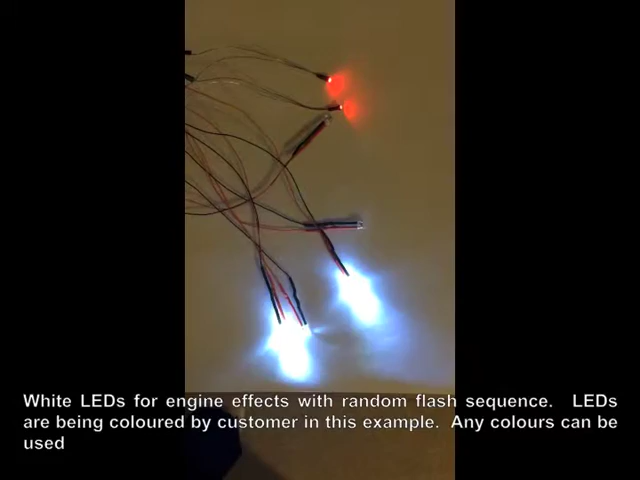 White LEDs for engine effects with random flash sequence.  LEDs
are being coloured by customer in this example.  Any colours can be
used